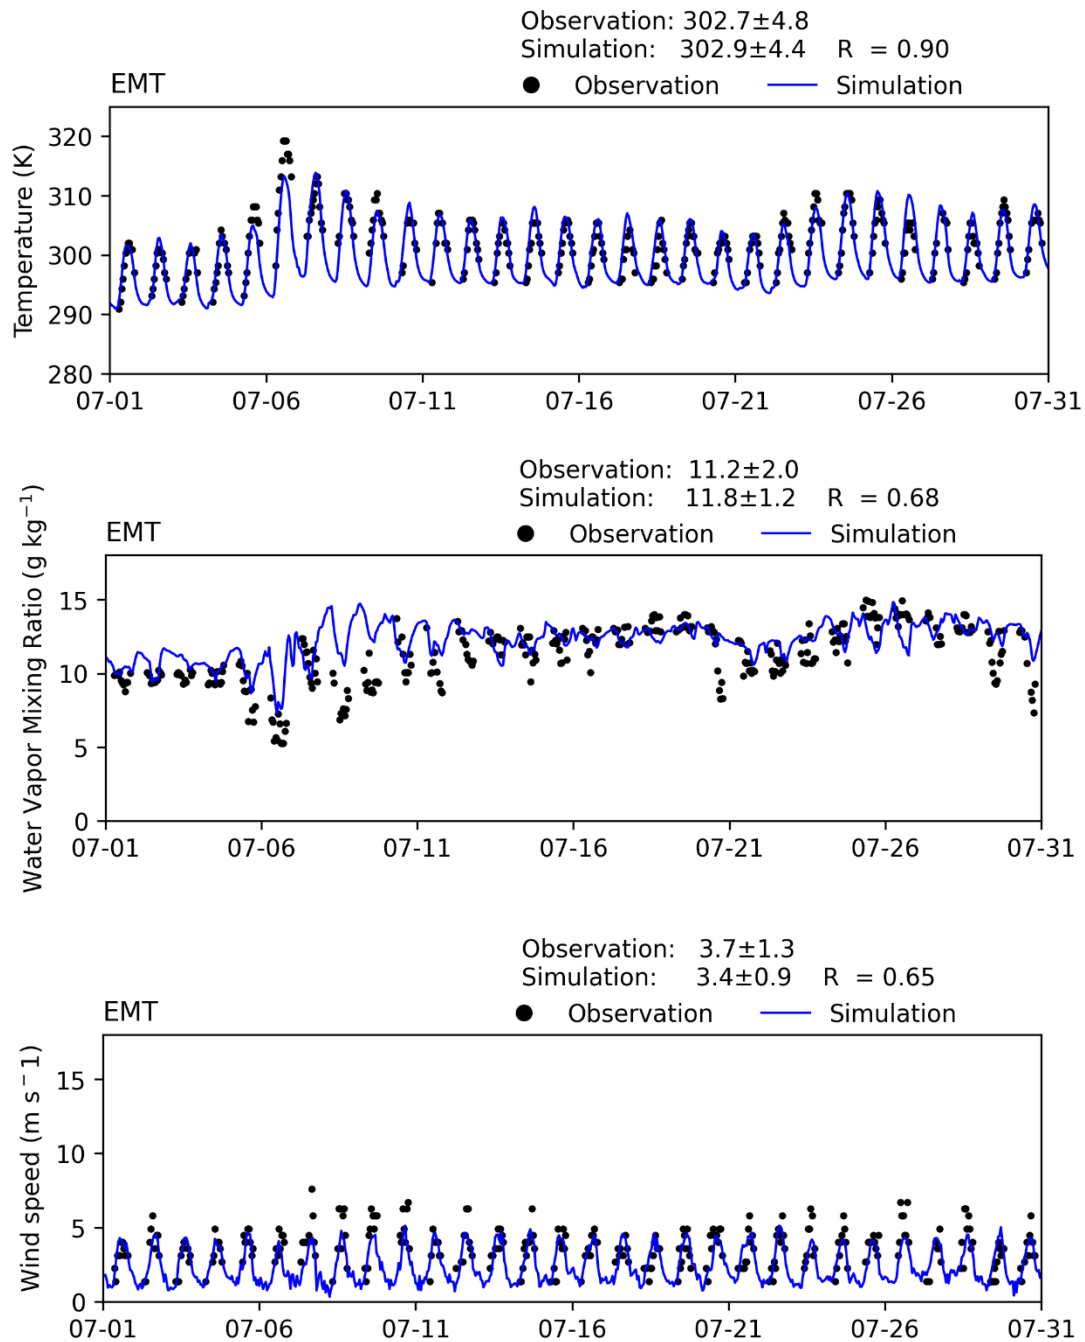 Observation: 302.7±4.8
Simulation: 302.9±4.4 R = 0.90
EMT
Observation Simulation
Temperature (K)
320
310
300
290
280
07-01 07-06 07-11 07-16 07-21 07-26 07-31
Observation: 11.2±2.0
Simulation: 11.8±1.2 R = 0.68
EMT
Observation Simulation
Water Vapor Mixing Ratio (g kg⁻¹)
15
10
5
0
07-01 07-06 07-11 07-16 07-21 07-26 07-31
Observation: 3.7±1.3
Simulation: 3.4±0.9 R = 0.65
EMT
Observation Simulation
Wind speed (m s⁻1)
15
10
5
0
07-01 07-06 07-11 07-16 07-21 07-26 07-31